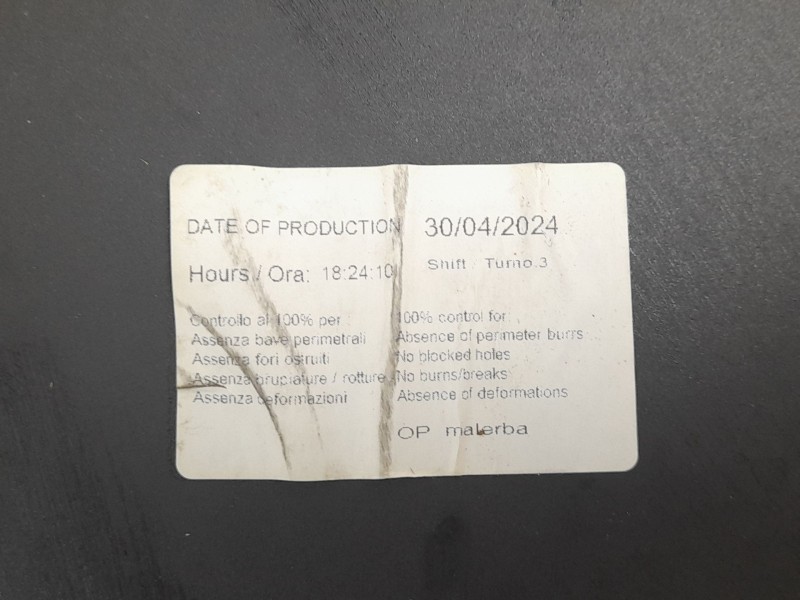 DATE OF PRODUCTION 30/04/2024
Hours / Ora: 18:24:10 Shift / Turno 3
Controllo al 100% per
Assenza bave perimetrali
Assenza fori ostruiti
Assenza bruciature / rotture
Assenza deformazioni
100% control for:
Absence of perimeter burrs
No blocked holes
No burns/breaks
Absence of deformations
OP malerba